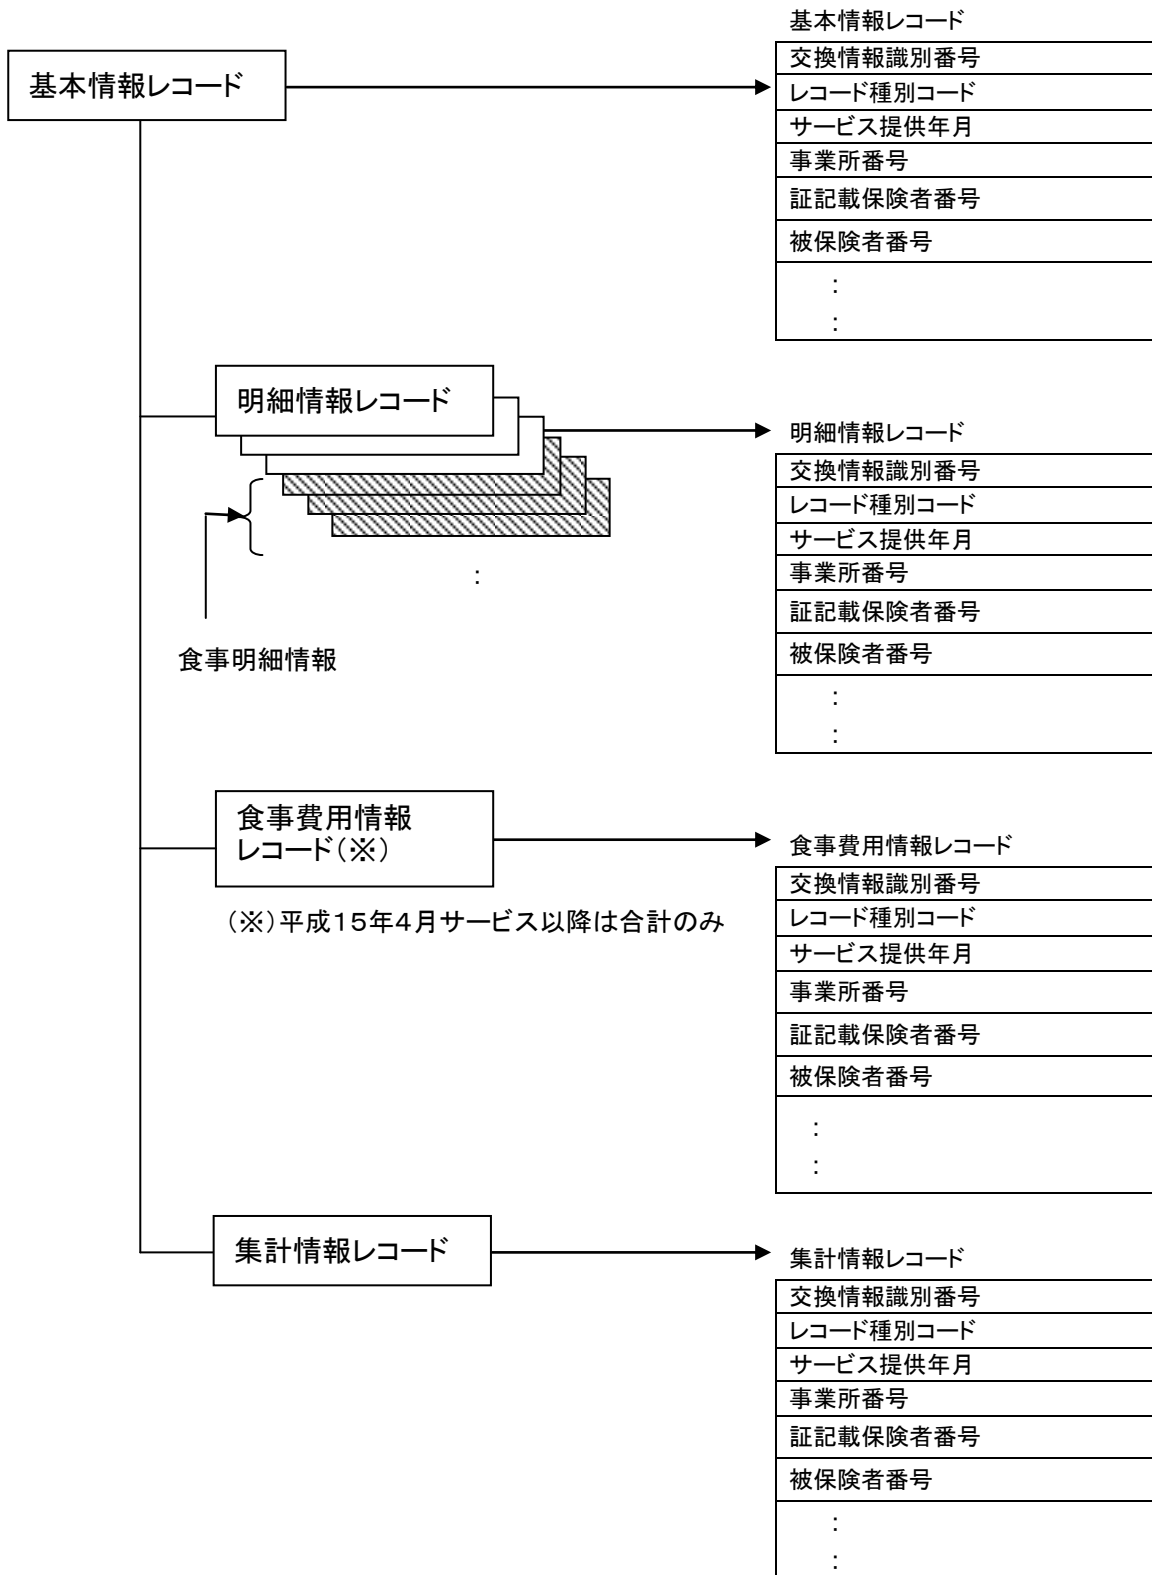 基本情報レコード
基本情報レコード
交換情報識別番号
レコード種別コード
サービス提供年月
事業所番号
証記載保険者番号
被保険者番号
:
:
明細情報レコード
:
食事明細情報
明細情報レコード
交換情報識別番号
レコード種別コード
サービス提供年月
事業所番号
証記載保険者番号
被保険者番号
:
:
食事費用情報
レコード(※)
(※)平成15年4月サービス以降は合計のみ
食事費用情報レコード
交換情報識別番号
レコード種別コード
サービス提供年月
事業所番号
証記載保険者番号
被保険者番号
:
:
集計情報レコード
集計情報レコード
交換情報識別番号
レコード種別コード
サービス提供年月
事業所番号
証記載保険者番号
被保険者番号
:
: